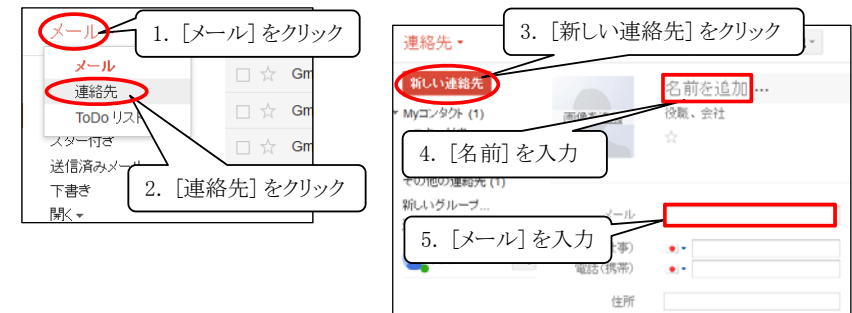 メール
1. [メール]をクリック
メール
連絡先
ToDo リスト
スター付き
送信済みメール
下書き
開く
Gm
Gm
Gm
2. [連絡先]をクリック
連絡先
3. [新しい連絡先]をクリック
新しい連絡先
名前を追加 ...
役職、会社
Myコンタクト (1)
4. [名前]を入力
その他の連絡先 (1)
新しいグループ...
メール
5. [メール]を入力
電話(携帯)
住所